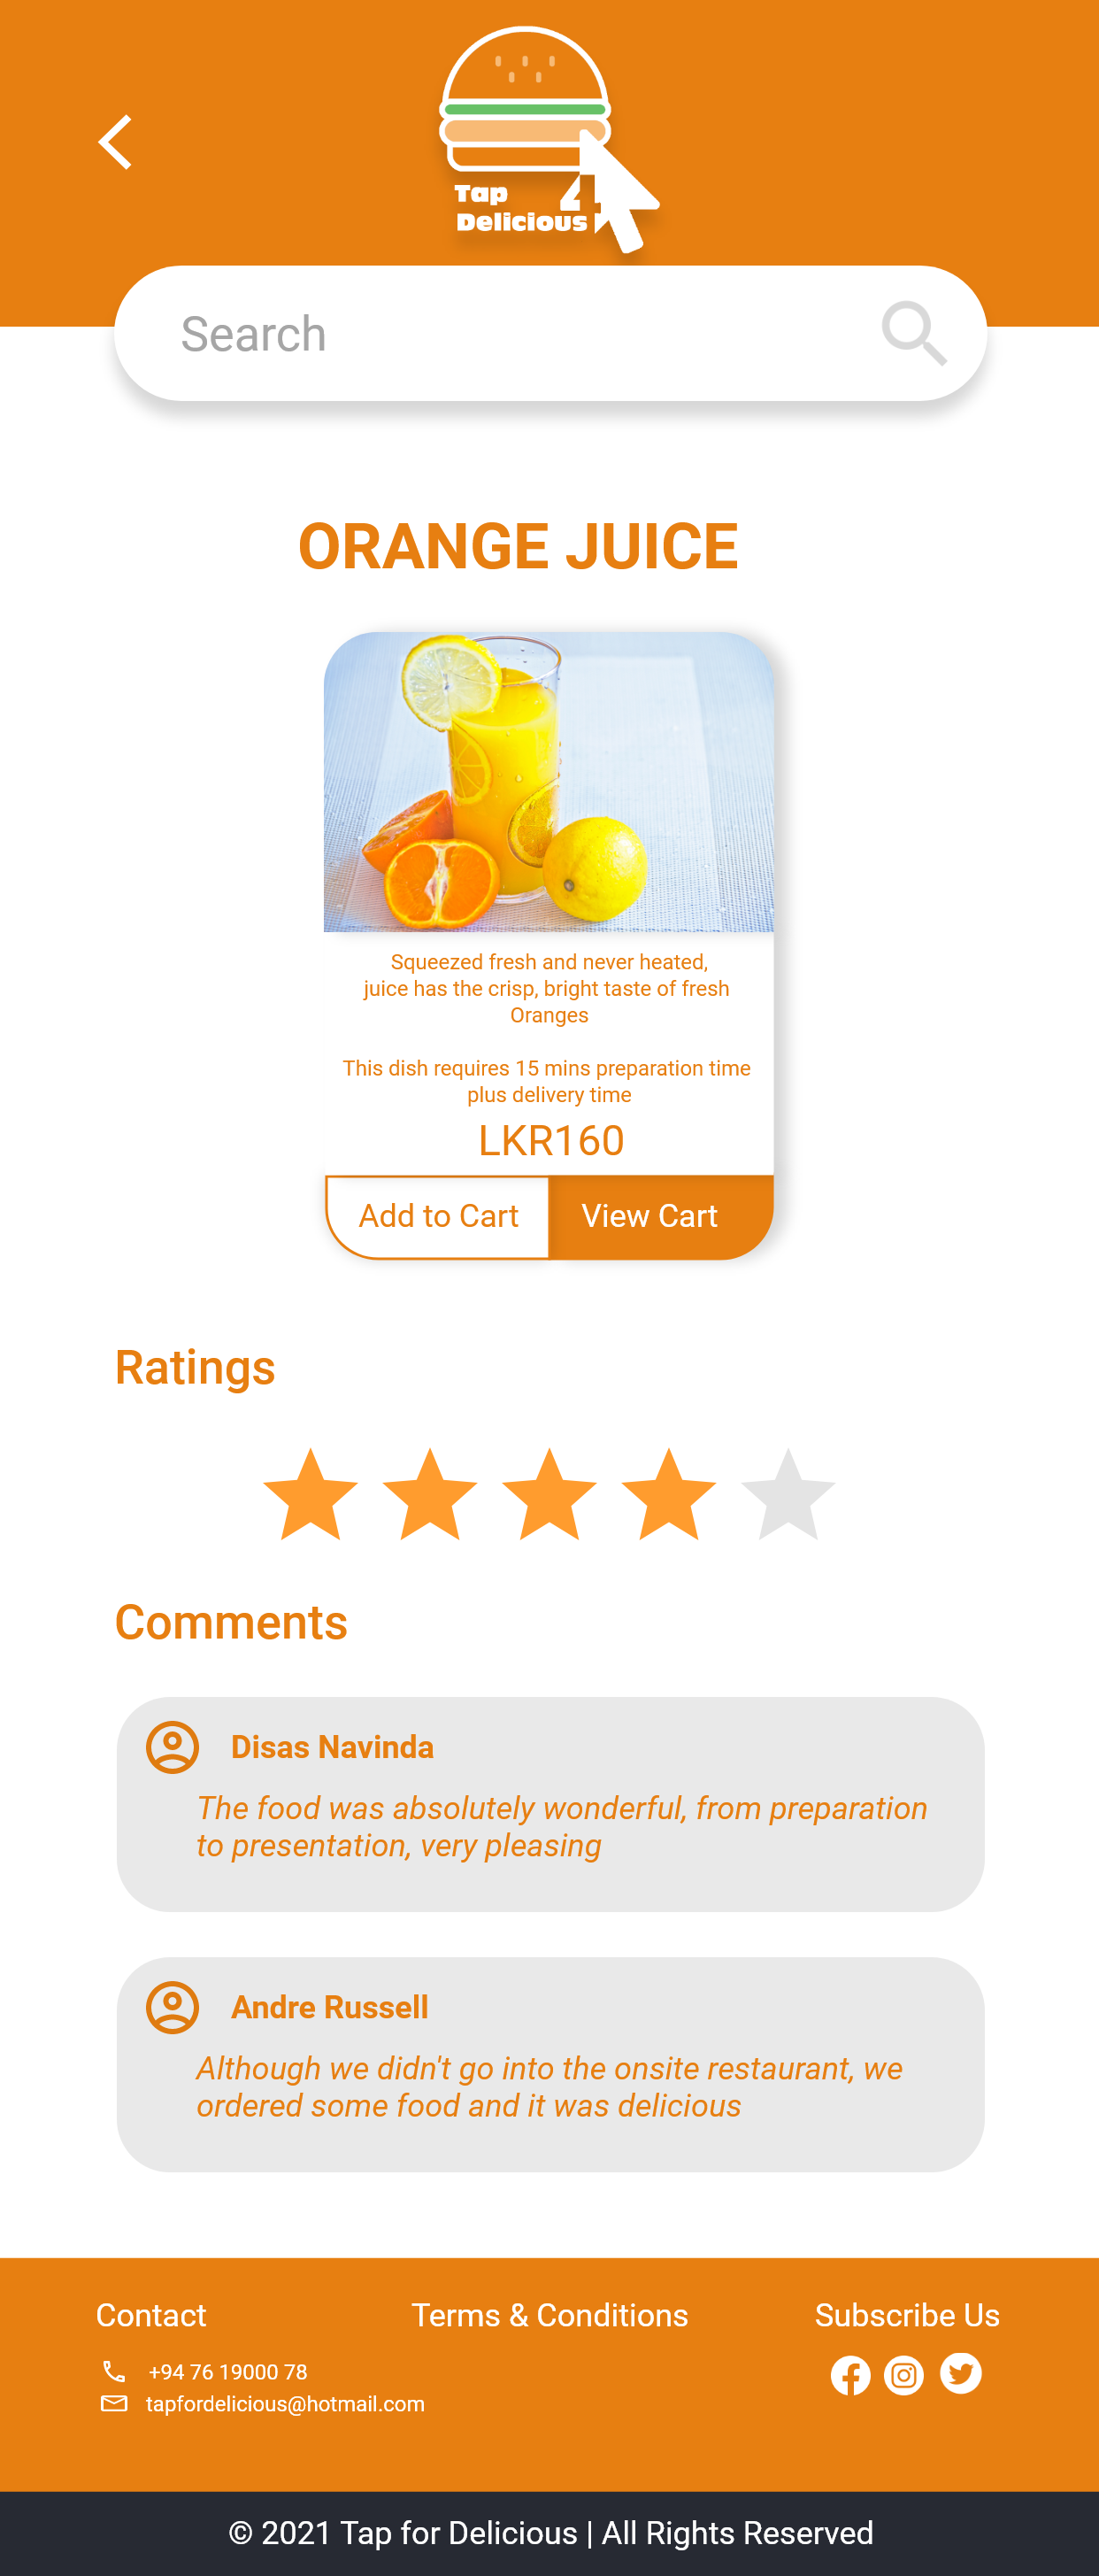 Tap 4
Delicious
Search
ORANGE JUICE
Squeezed fresh and never heated,
juice has the crisp, bright taste of fresh
Oranges
This dish requires 15 mins preparation time
plus delivery time
LKR160
Add to Cart
View Cart
Ratings
Comments
Disas Navinda
The food was absolutely wonderful, from preparation
to presentation, very pleasing
Andre Russell
Although we didn't go into the onsite restaurant, we
ordered some food and it was delicious
Contact
+94 76 19000 78
tapfordelicious@hotmail.com
Terms & Conditions
Subscribe Us
© 2021 Tap for Delicious | All Rights Reserved